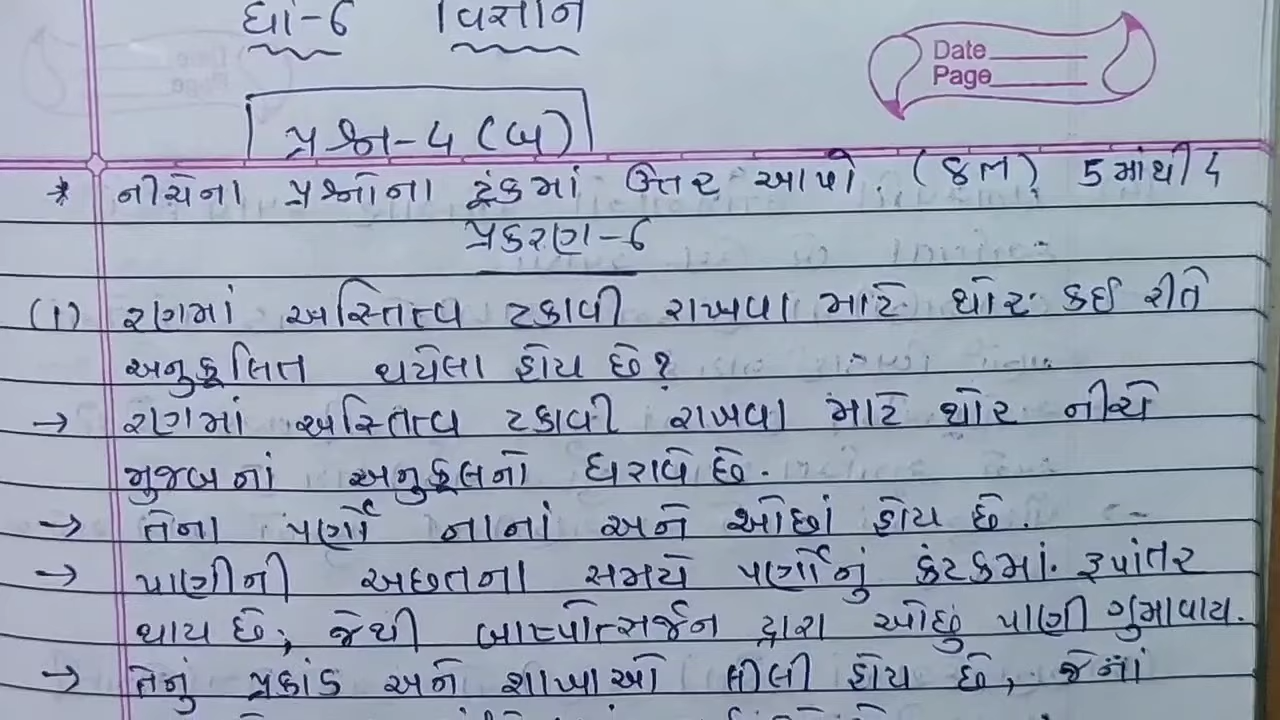 ધો-6 વિજ્ઞાન
Date
Page
પ્રશ્ન-4 (બ)
* નીચેના પ્રશ્નોના ટૂંકમાં ઉત્તર આપો. 5 માંથી 4
પ્રકરણ-6
(1) રણમાં અસ્તિત્વ ટકાવી રાખવા માટે થોર કઈ રીતે
અનુકૂલિત થયેલા હોય છે?
→ રણમાં અસ્તિત્વ ટકાવી રાખવા માટે થોર નીચે
મુજબનાં અનુકૂલનો ધરાવે છે.
→ તેના પર્ણો નાનાં અને ઓછાં હોય છે.
→ પાણીની અછતના સમયે પર્ણોનું કંટકમાં રૂપાંતર
થાય છે, જેથી બાષ્પોત્સર્જન દ્વારા ઓછું પાણી ગુમાવાય.
→ તેનું પ્રકાંડ અને શાખાઓ લીલી હોય છે, જેનાં